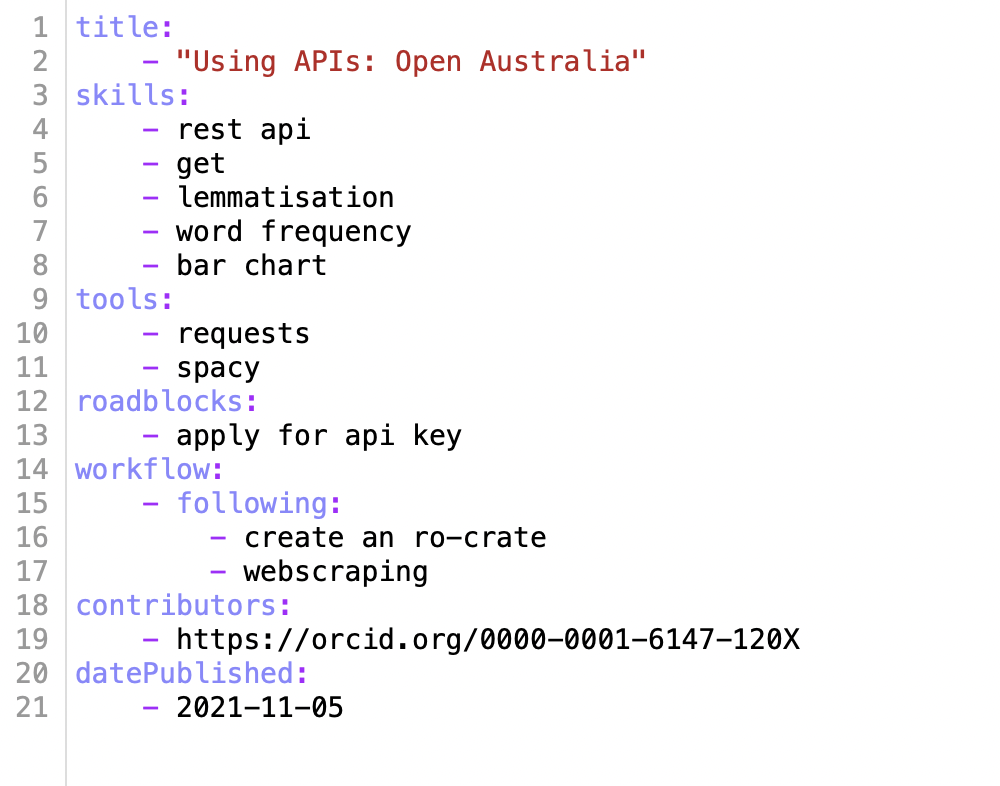 1 title:
2     - "Using APIs: Open Australia"
3 skills:
4     - rest api
5     - get
6     - lemmatisation
7     - word frequency
8     - bar chart
9 tools:
10     - requests
11     - spacy
12 roadblocks:
13     - apply for api key
14 workflow:
15     - following:
16         - create an ro-crate
17         - webscraping
18 contributors:
19     - https://orcid.org/0000-0001-6147-120X
20 datePublished:
21     - 2021-11-05